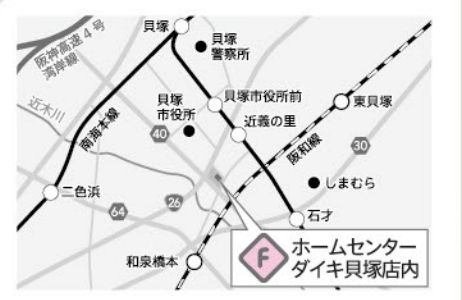 貝塚
阪神高速4号
湾岸線
貝塚
警察所
近木川
南海本線
貝塚
市役所
貝塚市役所前
東貝塚
40
近義の里
阪和線
30
しまむら
二色浜
64
26
石才
和泉橋本
F
ホームセンター
ダイキ貝塚店内